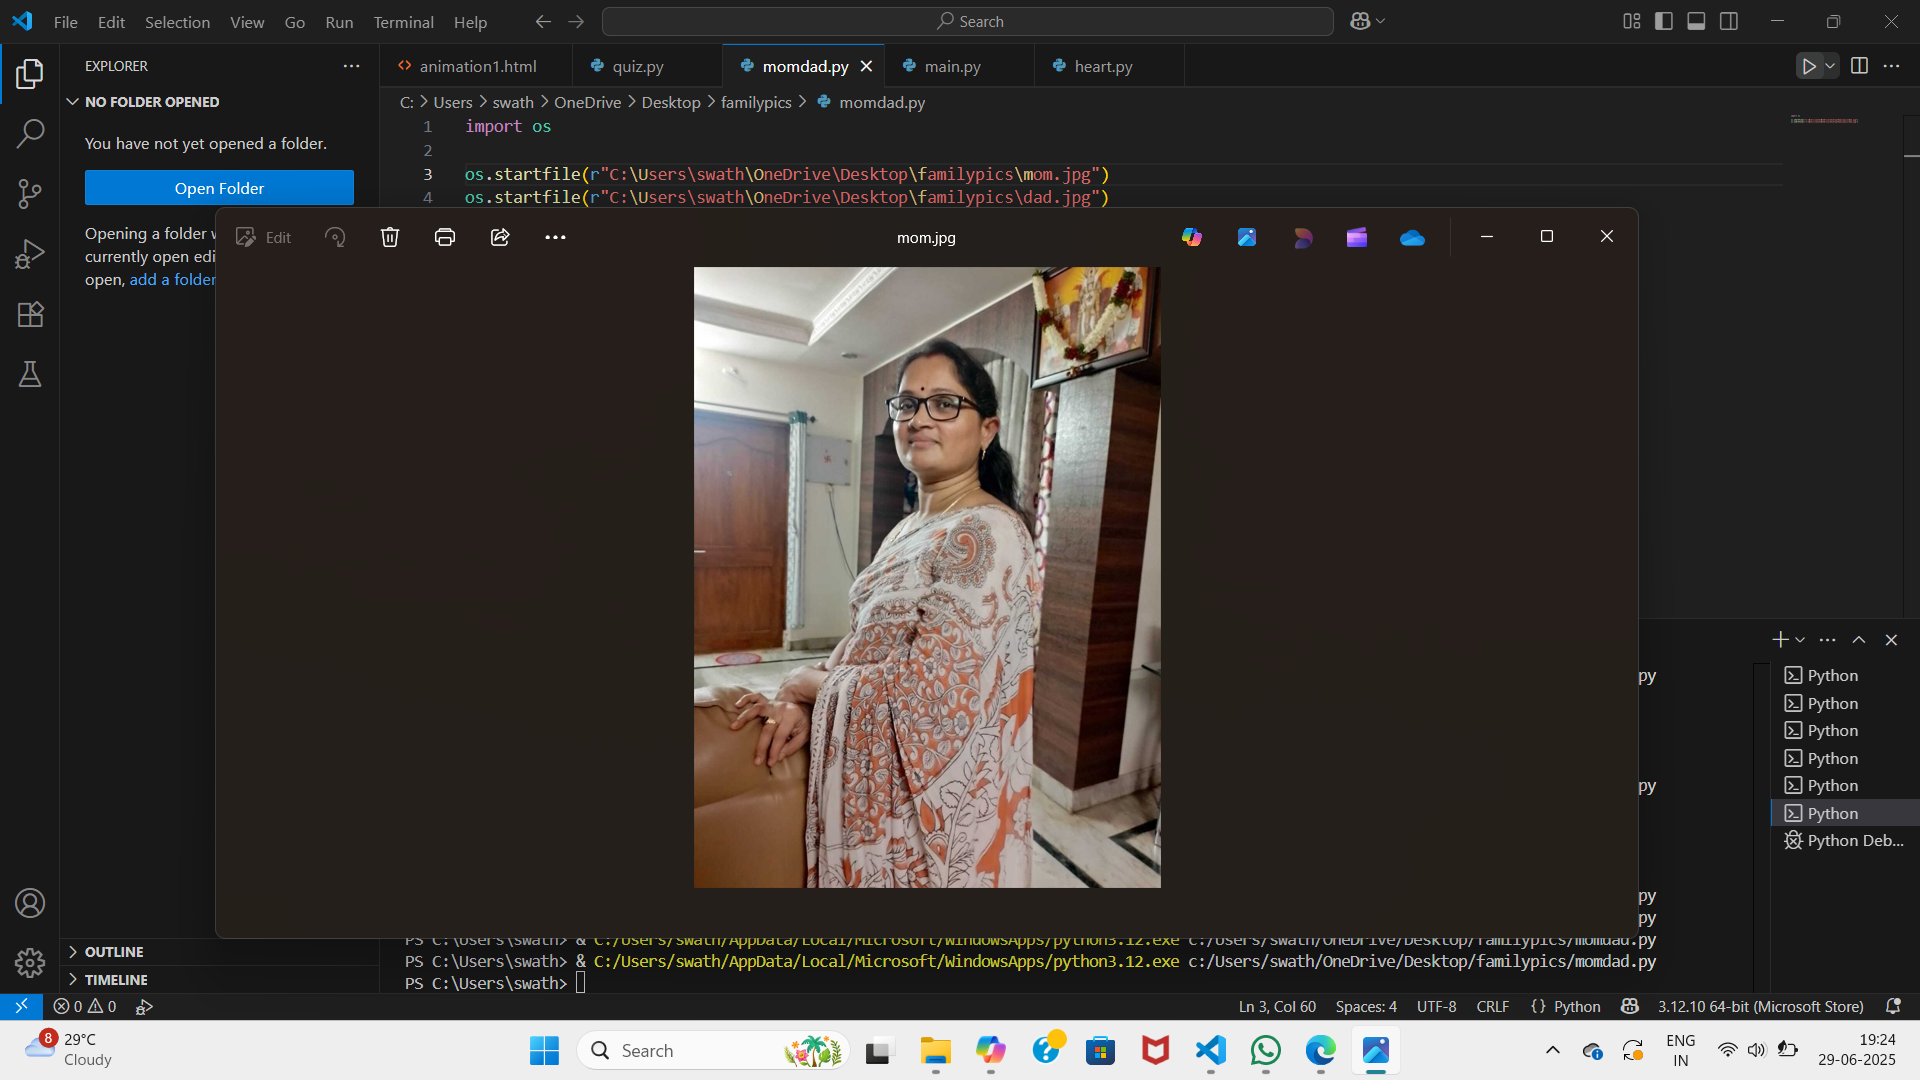 File Edit Selection View Go Run Terminal Help
Search
EXPLORER
animation1.html
quiz.py
momdad.py
main.py
heart.py
NO FOLDER OPENED
C: > Users > swath > OneDrive > Desktop > familypics > momdad.py
You have not yet opened a folder.
Open Folder
Opening a folder
currently open edi
open, add a folder
1 import os
2
3 os.startfile(r"C:\Users\swath\OneDrive\Desktop\familypics\mom.jpg")
4 os.startfile(r"C:\Users\swath\OneDrive\Desktop\familypics\dad.jpg")
Edit
mom.jpg
py
Python
Python
Python
Python
py
Python
Python
Python Deb...
py
py
PS C:\Users\swath> & C:/Users/swath/AppData/Local/Microsoft/WindowsApps/python3.12.exe c:/Users/swath/OneDrive/Desktop/familypics/momdad.py
PS C:\Users\swath> & C:/Users/swath/AppData/Local/Microsoft/WindowsApps/python3.12.exe c:/Users/swath/OneDrive/Desktop/familypics/momdad.py
PS C:\Users\swath>
OUTLINE
TIMELINE
0 0
Ln 3, Col 60 Spaces: 4 UTF-8 CRLF {} Python 3.12.10 64-bit (Microsoft Store)
8
29°C
Cloudy
Search
ENG
IN
19:24
29-06-2025